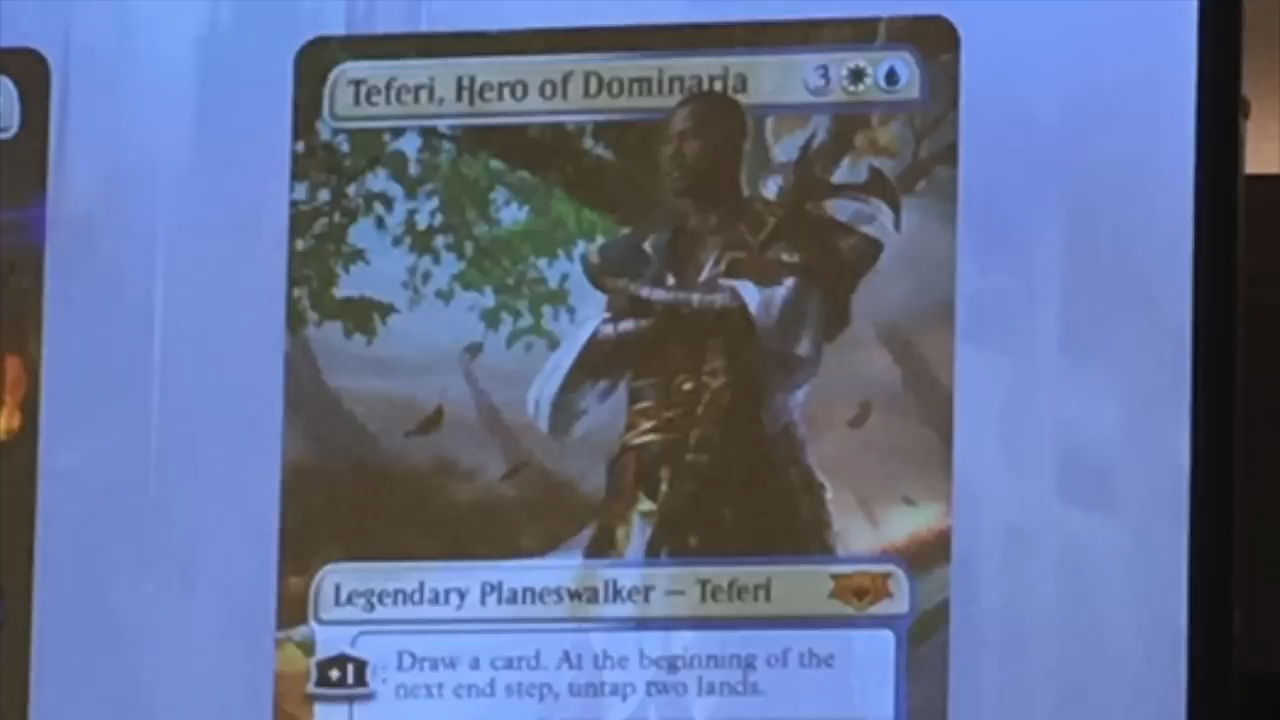 Teferi, Hero of Dominaria 3
Legendary Planeswalker – Teferi
+1 : Draw a card. At the beginning of the
next end step, untap two lands.